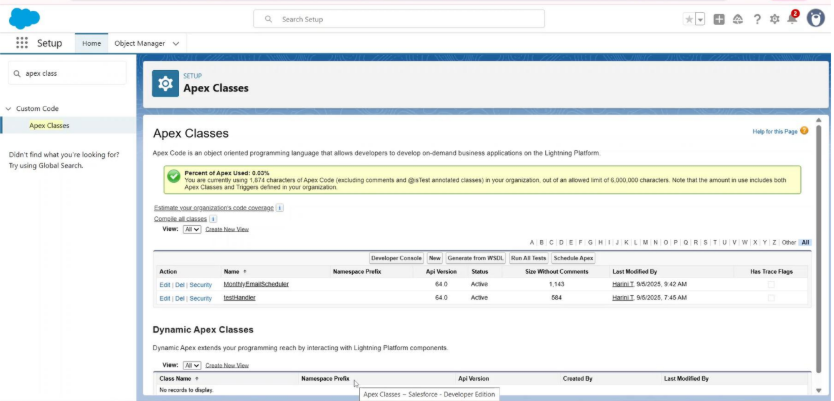 Search Setup
2
Setup Home Object Manager
apex class
Custom Code
Apex Classes
Didn't find what you're looking for?
Try using Global Search.
SETUP
Apex Classes
Apex Classes
Help for this Page ?
Apex Code is an object oriented programming language that allows developers to develop on-demand business applications on the Lightning Platform.
Percent of Apex Used: 0.03%
You are currently using 1,674 characters of Apex Code (excluding comments and @isTest annotated classes) in your organization, out of an allowed limit of 6,000,000 characters. Note that the amount in use includes both
Apex Classes and Triggers defined in your organization.
Estimate your organization's code coverage i
Compile all classes i
View: All Create New View
A B C D E F G H I J K L M N O P Q R S T U V W X Y Z Other All
Developer Console New Generate from WSDL Run All Tests Schedule Apex
Action Name ↑ Namespace Prefix Api Version Status Size Without Comments Last Modified By Has Trace Flags
Edit | Del | Security MonthlyEmailScheduler 64.0 Active 1,143 Harini T, 9/5/2025, 9:42 AM
Edit | Del | Security testHandler 64.0 Active 584 Harini T, 9/5/2025, 7:45 AM
Dynamic Apex Classes
Dynamic Apex extends your programming reach by interacting with Lightning Platform components.
View: All Create New View
Class Name ↑ Namespace Prefix Api Version Created By Last Modified By
No records to display.
Apex Classes ~ Salesforce - Developer Edition